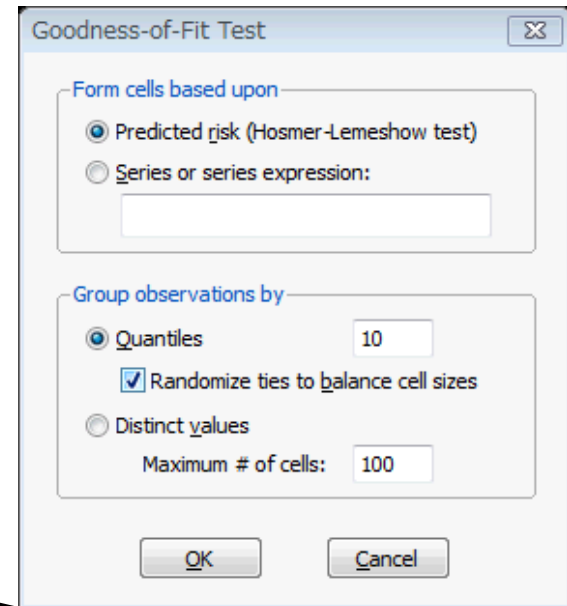 Goodness-of-Fit Test
Form cells based upon
Predicted risk (Hosmer-Lemeshow test)
Series or series expression:
Group observations by
Quantiles 10
Randomize ties to balance cell sizes
Distinct values
Maximum # of cells: 100
OK Cancel